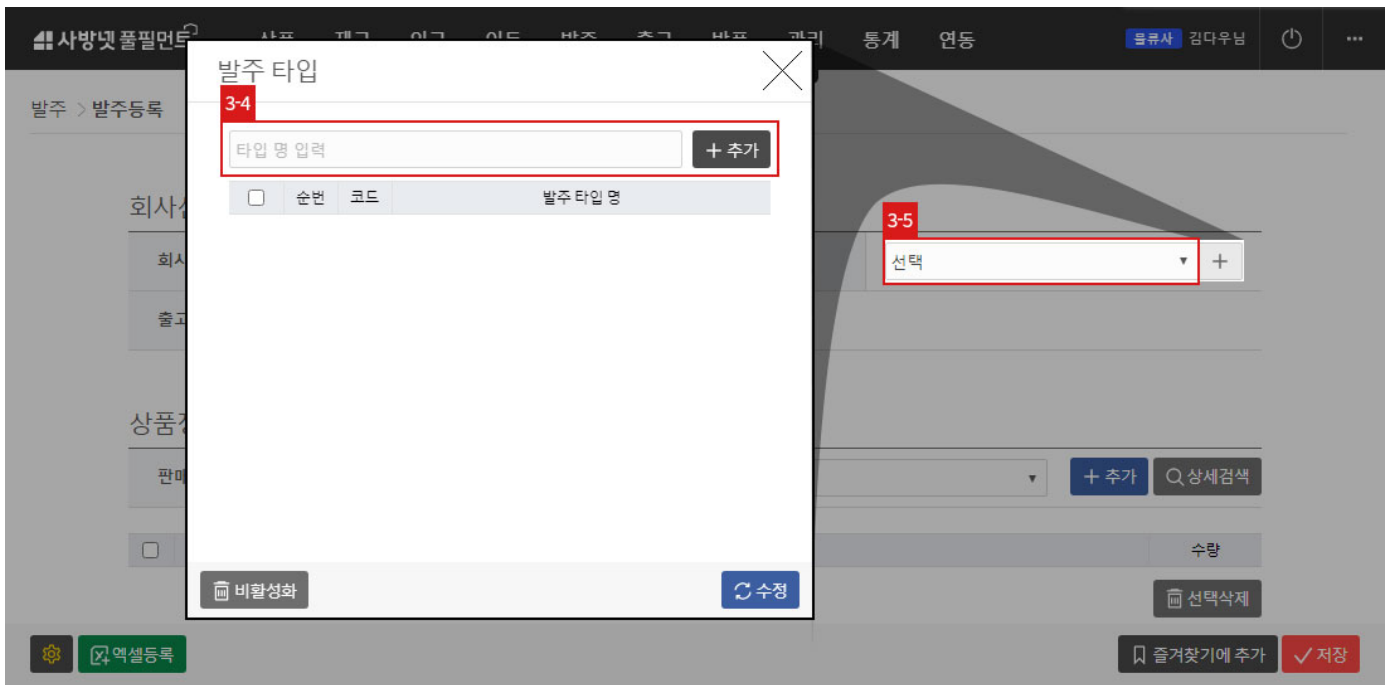 사방넷 풀필먼트
통계 연동 물류사 김다우님 ...
발주 > 발주등록
발주 타입
3-4
타입 명 입력 + 추가
순번 코드 발주 타입 명
3-5
선택 +
+ 추가 상세검색
수량
비활성화 수정
선택삭제
엑셀등록 즐겨찾기에 추가 저장